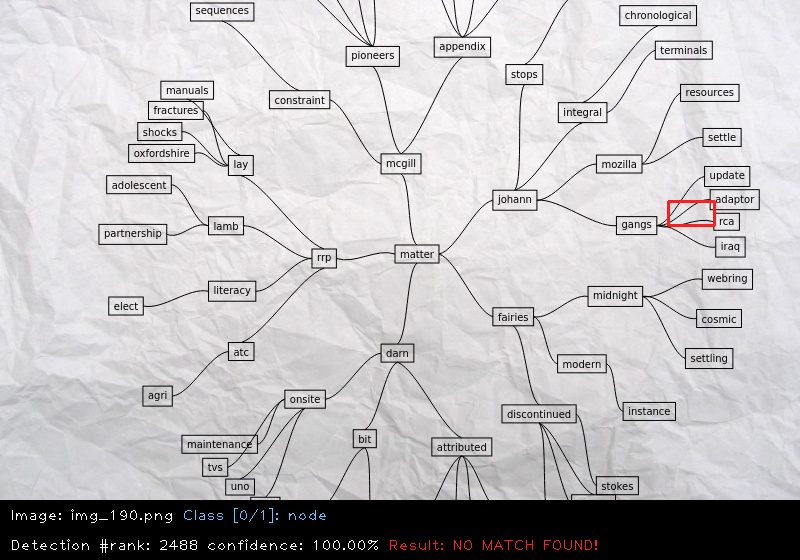 sequences
chronological
pioneers
appendix
terminals
stops
manuals
resources
constraint
fractures
integral
shocks
settle
oxfordshire
lay
mcgill
mozilla
update
adolescent
johann
adaptor
rca
lamb
gangs
partnership
iraq
rrp
matter
webring
literacy
midnight
elect
fairies
cosmic
atc
darn
settling
modern
agri
onsite
instance
discontinued
bit
maintenance
attributed
tvs
uno
stokes
Image: img_190.png Class [0/1]: node
Detection #rank: 2488 confidence: 100.00% Result: NO MATCH FOUND!